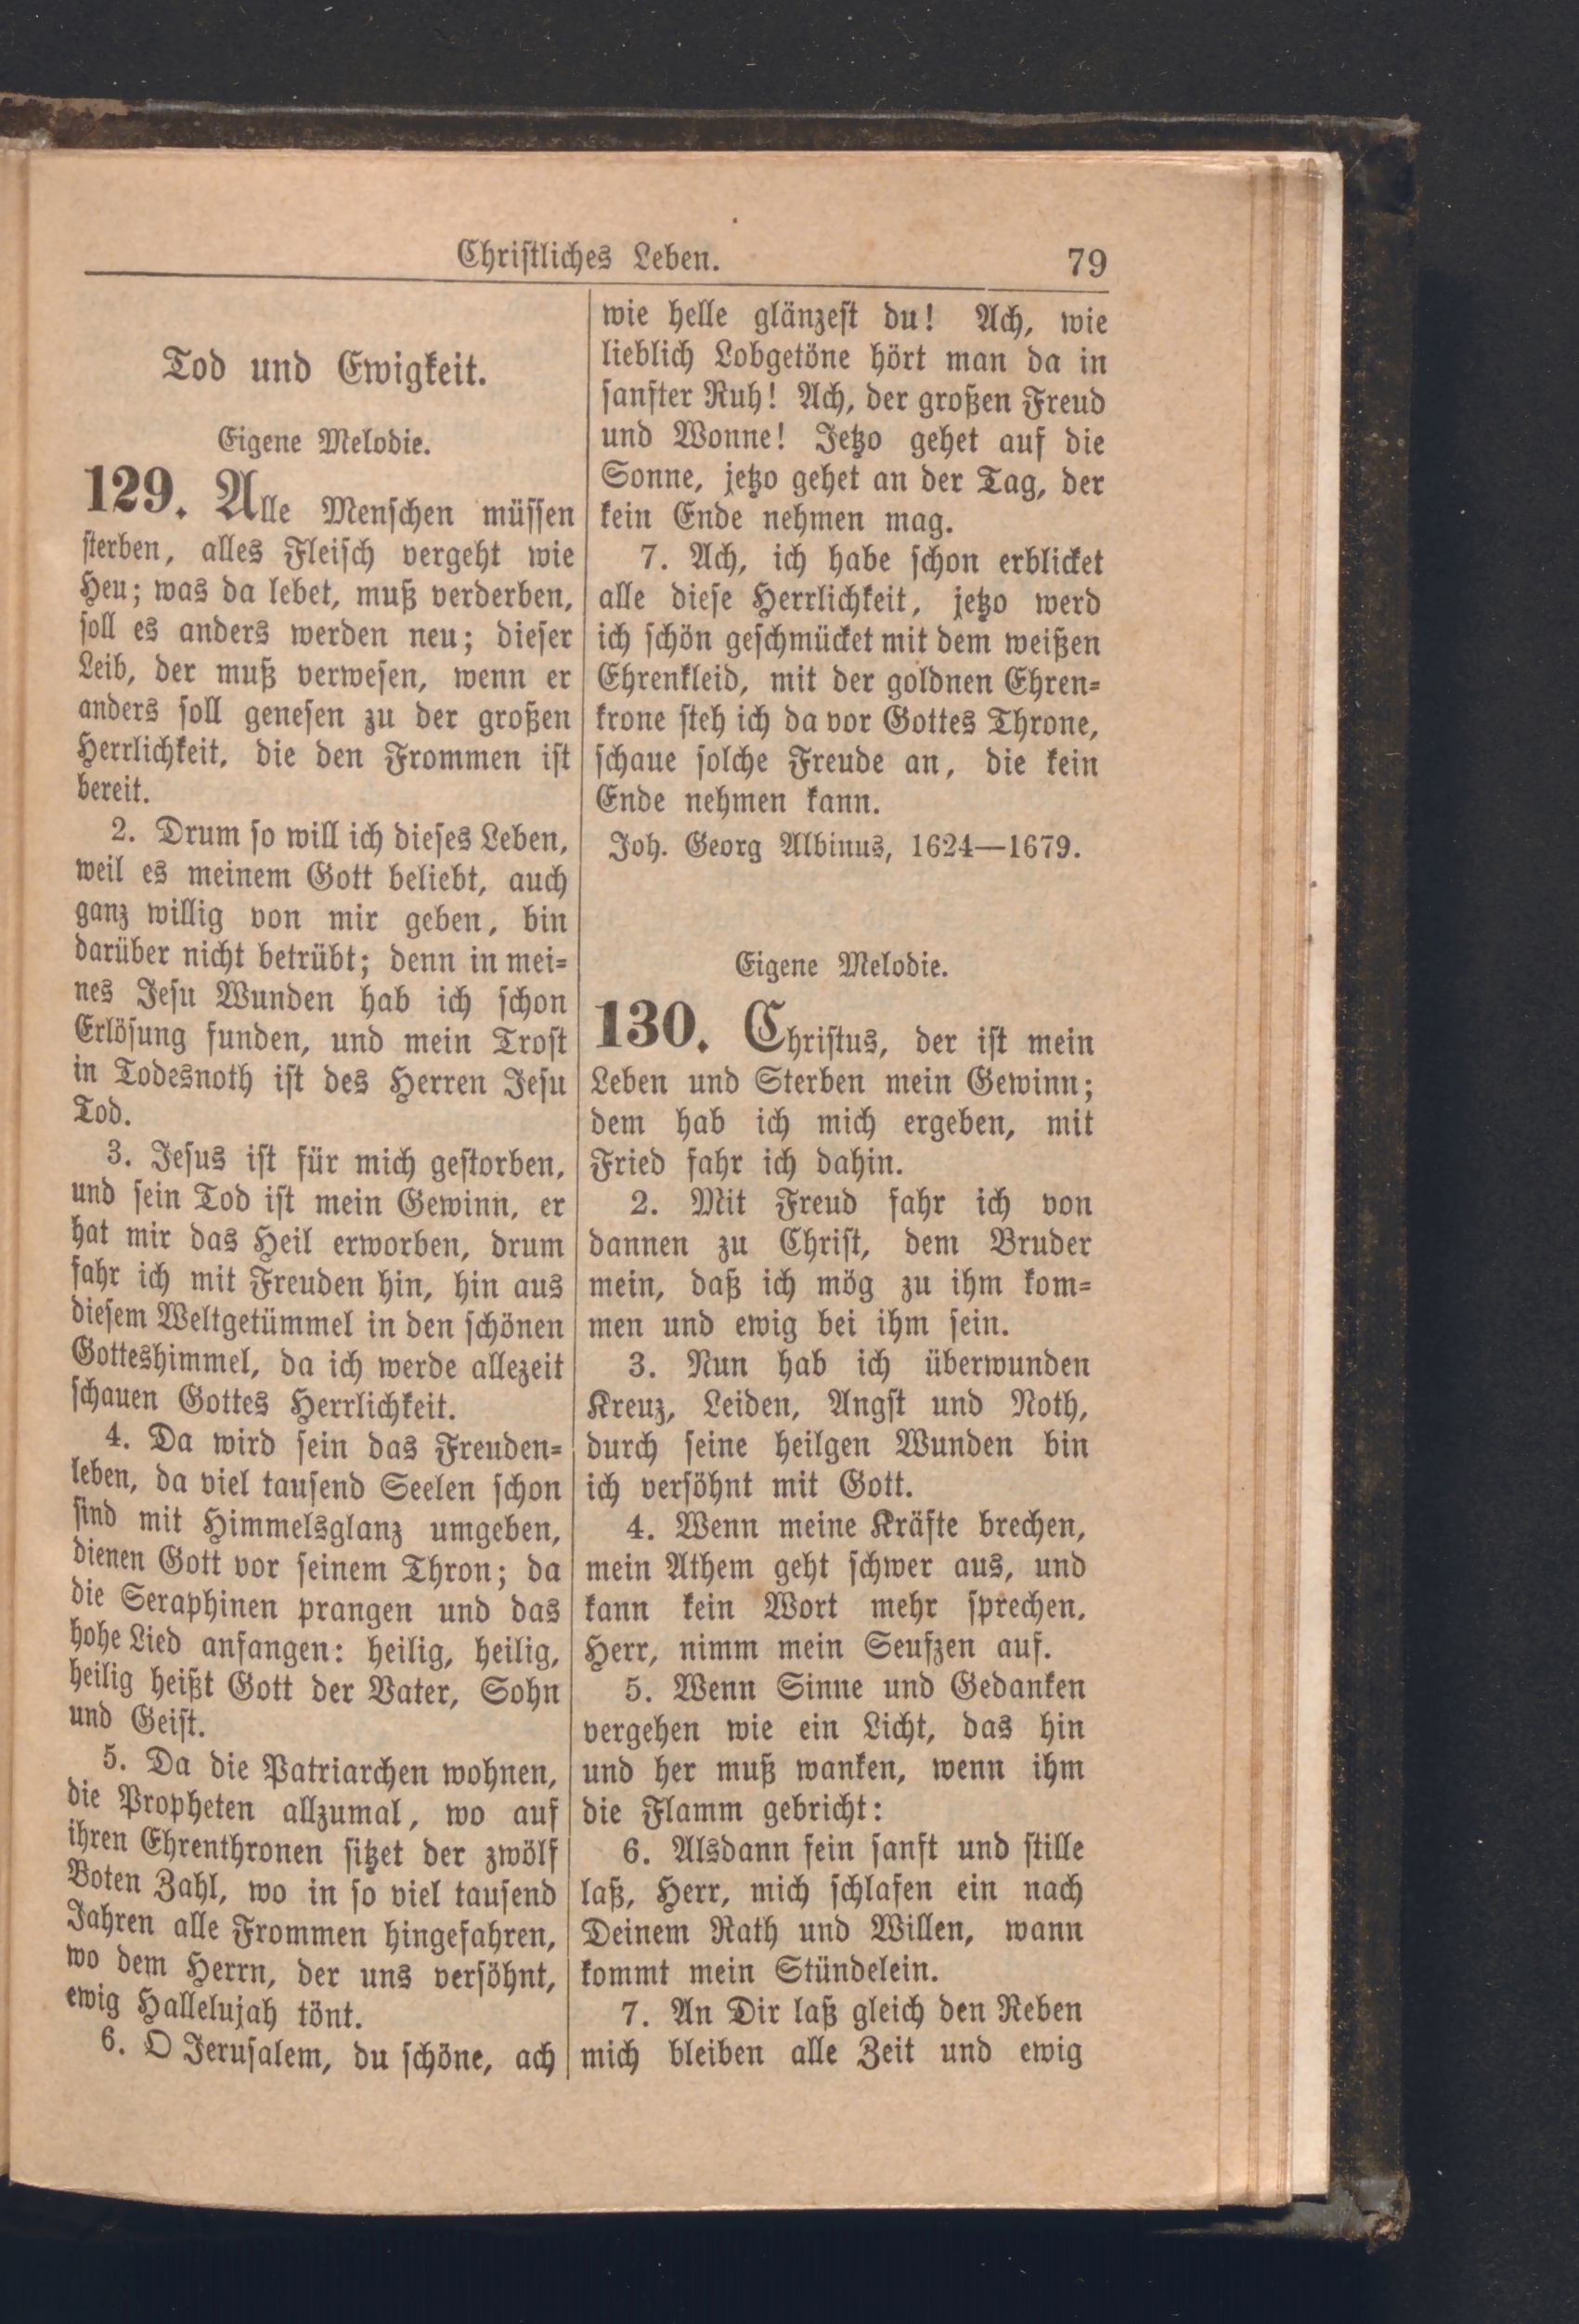 Christliches Leben. 79
Tod und Ewigkeit.
Eigene Melodie.
129. Alle Menschen müssen
sterben, alles Fleisch vergeht wie
Heu; was da lebet, muß verderben,
soll es anders werden neu; dieser
Leib, der muß verwesen, wenn er
anders soll genesen zu der großen
Herrlichkeit, die den Frommen ist
bereit.
2. Drum so will ich dieses Leben,
weil es meinem Gott beliebt, auch
ganz willig von mir geben, bin
darüber nicht betrübt; denn in mei-
nes Jesu Wunden hab ich schon
Erlösung funden, und mein Trost
in Todesnoth ist des Herren Jesu
Tod.
3. Jesus ist für mich gestorben,
und sein Tod ist mein Gewinn, er
hat mir das Heil erworben, drum
fahr ich mit Freuden hin, hin aus
diesem Weltgetümmel in den schönen
Gotteshimmel, da ich werde allezeit
schauen Gottes Herrlichkeit.
4. Da wird sein das Freuden-
leben, da viel tausend Seelen schon
sind mit Himmelsglanz umgeben,
dienen Gott vor seinem Thron; da
die Seraphinen prangen und das
hohe Lied anfangen: heilig, heilig,
heilig heißt Gott der Vater, Sohn
und Geist.
5. Da die Patriarchen wohnen,
die Propheten allzumal, wo auf
ihren Ehrenthronen sitzet der zwölf
Boten Zahl, wo in so viel tausend
Jahren alle Frommen hingefahren,
wo dem Herrn, der uns versöhnt,
ewig Hallelujah tönt.
6. O Jerusalem, du schöne, ach
wie helle glänzest du! Ach, wie
lieblich Lobgetöne hört man da in
sanfter Ruh! Ach, der großen Freud
und Wonne! Jetzo gehet auf die
Sonne, jetzo gehet an der Tag, der
kein Ende nehmen mag.
7. Ach, ich habe schon erblicket
alle diese Herrlichkeit, jetzo werd
ich schön geschmücket mit dem weißen
Ehrenkleid, mit der goldnen Ehren-
krone steh ich da vor Gottes Throne,
schaue solche Freude an, die kein
Ende nehmen kann.
Joh. Georg Albinus, 1624—1679.
Eigene Melodie.
130. Christus, der ist mein
Leben und Sterben mein Gewinn;
dem hab ich mich ergeben, mit
Fried fahr ich dahin.
2. Mit Freud fahr ich von
dannen zu Christ, dem Bruder
mein, daß ich mög zu ihm kom-
men und ewig bei ihm sein.
3. Nun hab ich überwunden
Kreuz, Leiden, Angst und Noth,
durch seine heilgen Wunden bin
ich versöhnt mit Gott.
4. Wenn meine Kräfte brechen,
mein Athem geht schwer aus, und
kann kein Wort mehr sprechen,
Herr, nimm mein Seufzen auf.
5. Wenn Sinne und Gedanken
vergehen wie ein Licht, das hin
und her muß wanken, wenn ihm
die Flamm gebricht:
6. Alsdann fein sanft und stille
laß, Herr, mich schlafen ein nach
Deinem Rath und Willen, wann
kommt mein Stündelein.
7. An Dir laß gleich den Reben
mich bleiben alle Zeit und ewig